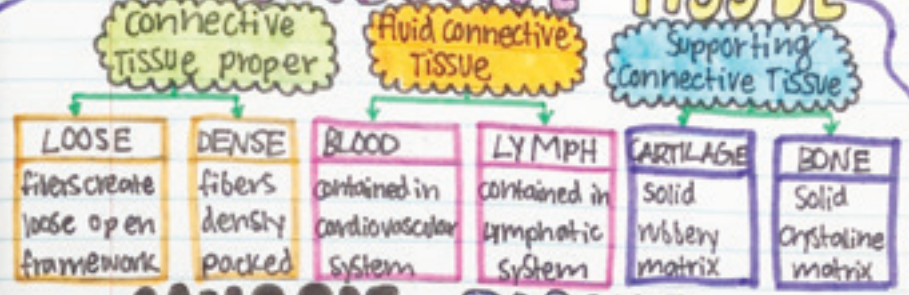 TISSUE
Connective
Tissue proper
fluid connective
Tissue
Supporting
Connective Tissue
LOOSE
fibers create
loose open
framework
DENSE
fibers
densly
packed
BLOOD
contained in
cardiovascular
system
LYMPH
contained in
lymphatic
system
CARTILAGE
solid
rubbery
matrix
BONE
Solid
Crystaline
matrix